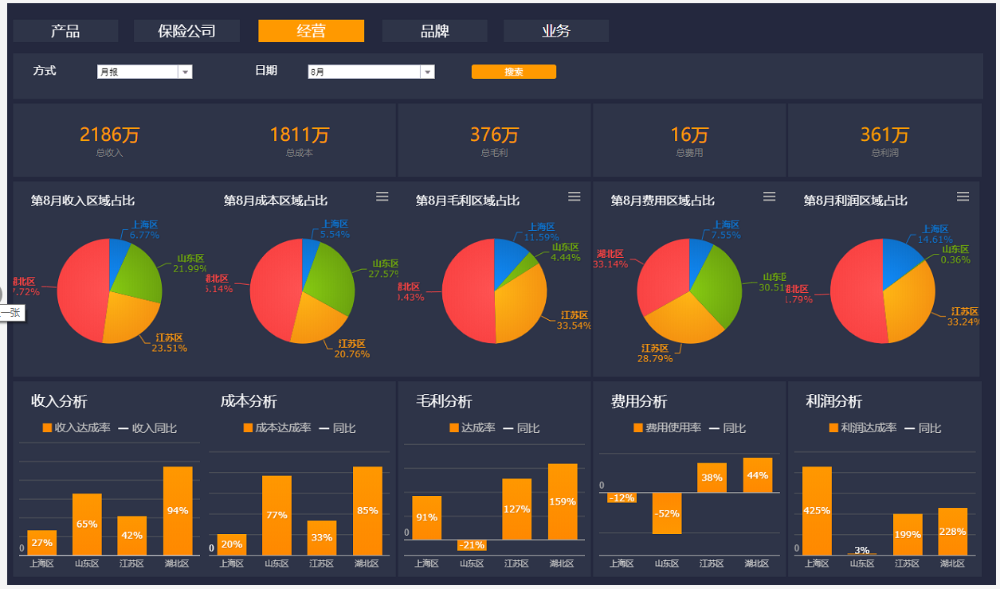 产品 保险公司 经营 品牌 业务
方式 月报 日期 8月 搜索
2186万 1811万 376万 16万 361万
总收入 总成本 总毛利 总费用 总利润
第8月收入区域占比 第8月成本区域占比 第8月毛利区域占比 第8月费用区域占比 第8月利润区域占比
上海区 6.77%
山东区 21.99%
江苏区 23.51%
湖北区 7.72%
上海区 5.54%
山东区 27.57%
江苏区 20.76%
湖北区 5.14%
上海区 11.59%
山东区 4.44%
江苏区 33.54%
湖北区 0.43%
上海区 7.55%
山东区 30.51
江苏区 28.79%
湖北区 33.14%
上海区 14.61%
山东区 0.36%
江苏区 33.24%
湖北区 1.79%
一张
收入分析 成本分析 毛利分析 费用分析 利润分析
收入达成率 收入同比 成本达成率 同比 达成率 同比 费用使用率 同比 利润达成率 同比
0 27% 65% 42% 94%
上海区 山东区 江苏区 湖北区
0 20% 77% 33% 85%
上海区 山东区 江苏区 湖北区
0 91% -21% 127% 159%
上海区 山东区 江苏区 湖北区
0 -12% -52% 38% 44%
上海区 山东区 江苏区 湖北区
0 425% 3% 199% 228%
上海区 山东区 江苏区 湖北区